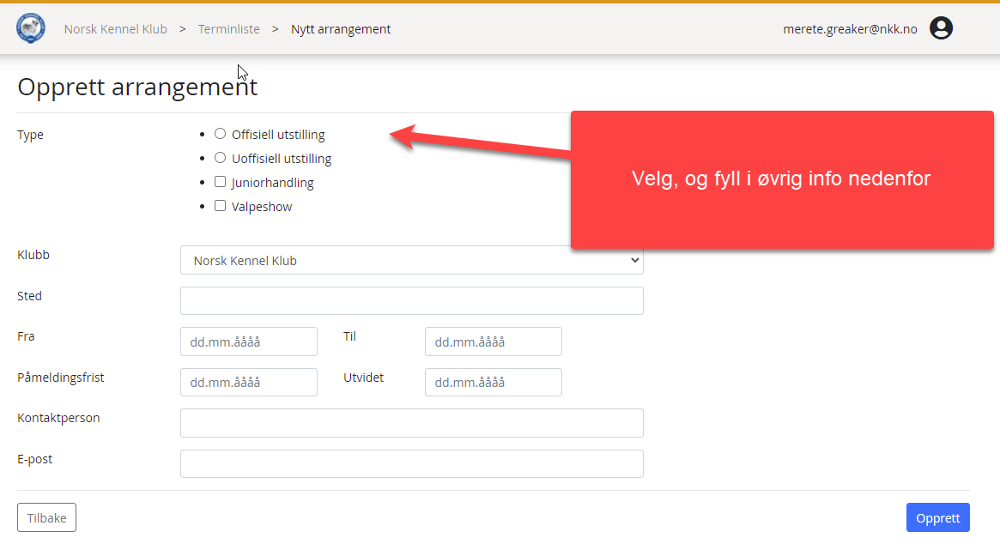 Norsk Kennel Klub > Terminliste > Nytt arrangement merete.greaker@nkk.no
Opprett arrangement
Type
Offisiell utstilling
Uoffisiell utstilling
Juniorhandling
Valpeshow
Velg, og fyll i øvrig info nedenfor
Klubb Norsk Kennel Klub
Sted
Fra dd.mm.åååå Til dd.mm.åååå
Påmeldingsfrist dd.mm.åååå Utvidet dd.mm.åååå
Kontaktperson
E-post
Tilbake Opprett